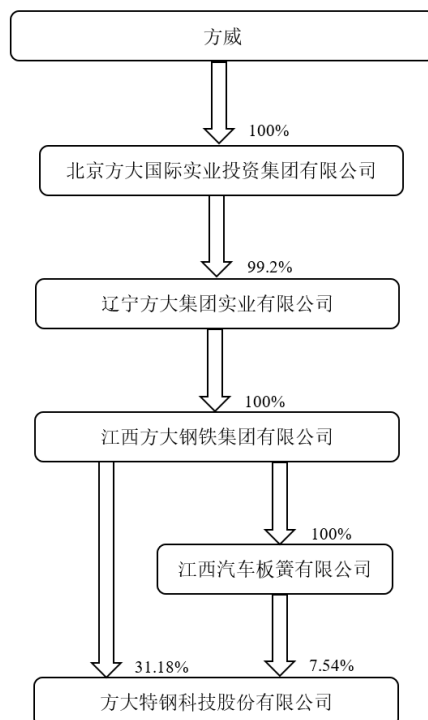 方威
100%
北京方大国际实业投资集团有限公司
99.2%
辽宁方大集团实业有限公司
100%
江西方大钢铁集团有限公司
100%
江西汽车板簧有限公司
31.18%
7.54%
方大特钢科技股份有限公司